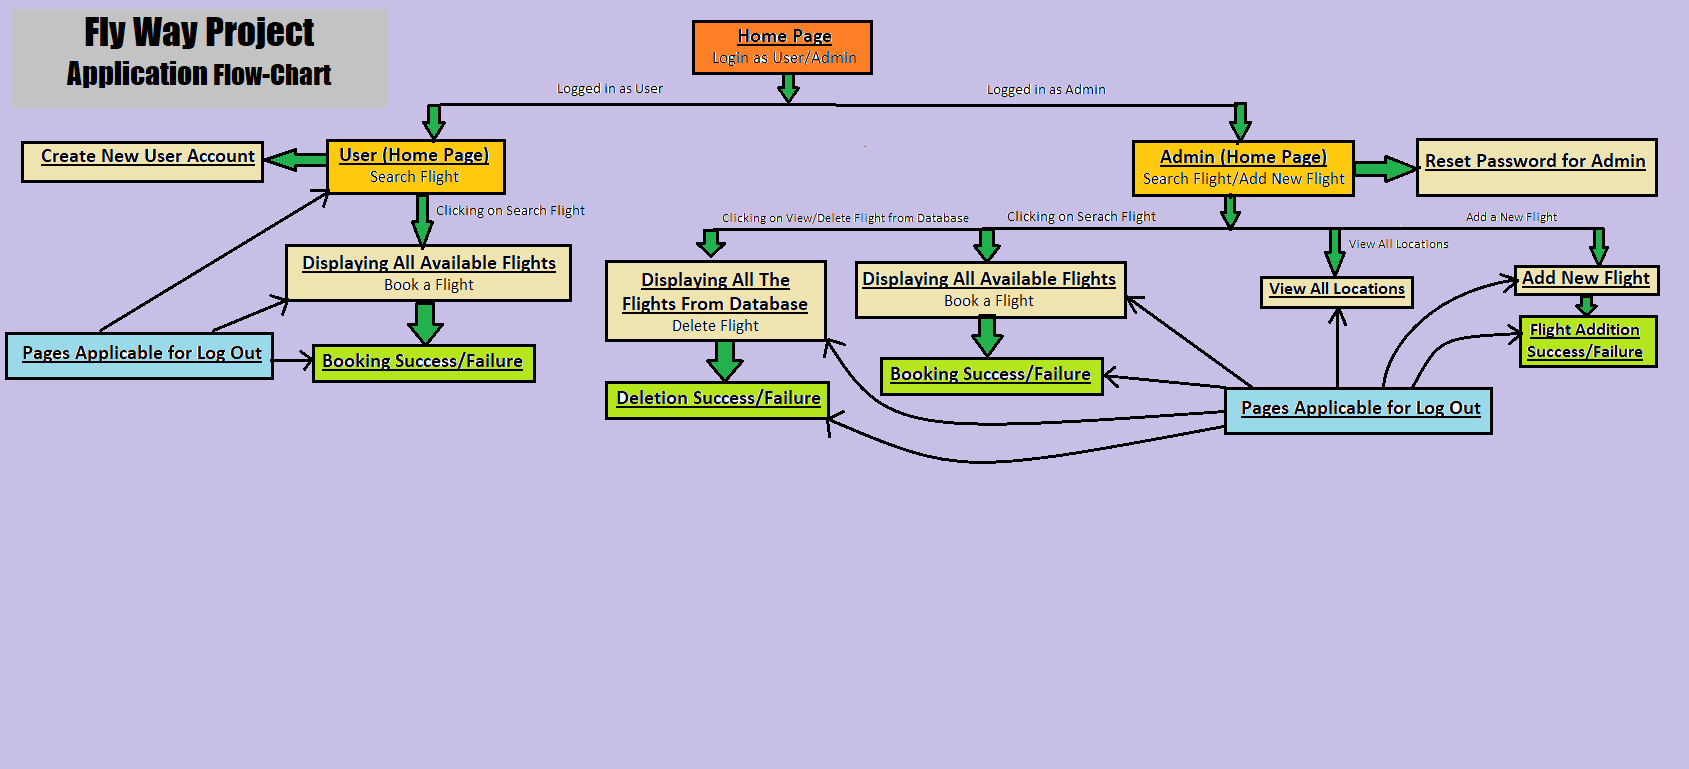 Fly Way Project
Application Flow-Chart
Home Page
Login as User/Admin
Logged in as User
Logged in as Admin
Create New User Account
User (Home Page)
Search Flight
Admin (Home Page)
Search Flight/Add New Flight
Reset Password for Admin
Clicking on Search Flight
Clicking on View/Delete Flight from Database
Clicking on Serach Flight
Add a New Flight
View All Locations
Displaying All Available Flights
Book a Flight
Displaying All The
Flights From Database
Delete Flight
Displaying All Available Flights
Book a Flight
View All Locations
Add New Flight
Flight Addition
Success/Failure
Pages Applicable for Log Out
Booking Success/Failure
Deletion Success/Failure
Booking Success/Failure
Pages Applicable for Log Out